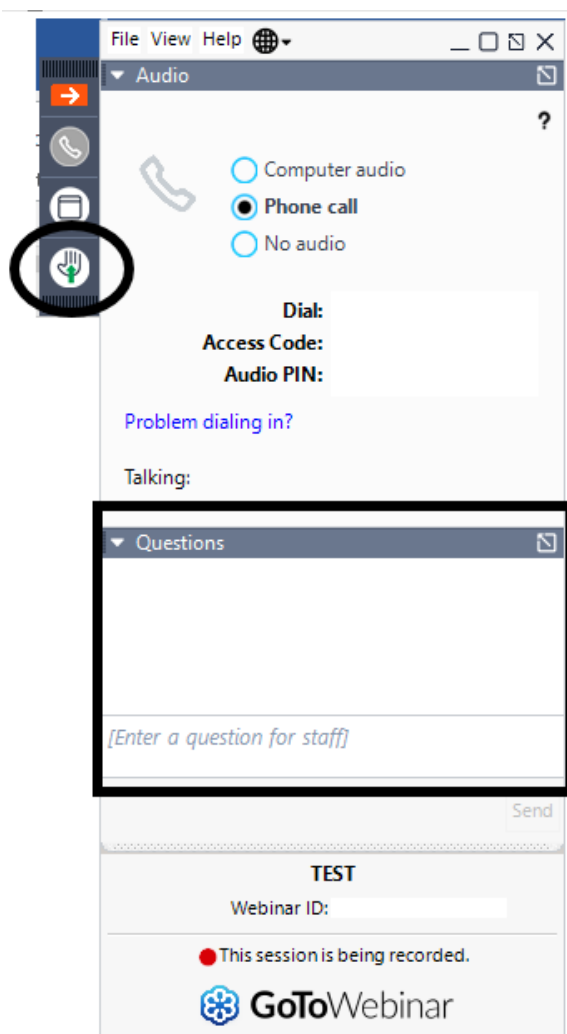 File View Help
Audio
?
Computer audio
Phone call
No audio
Dial:
Access Code:
Audio PIN:
Problem dialing in?
Talking:
Questions
[Enter a question for staff]
Send
TEST
Webinar ID:
This session is being recorded.
GoToWebinar